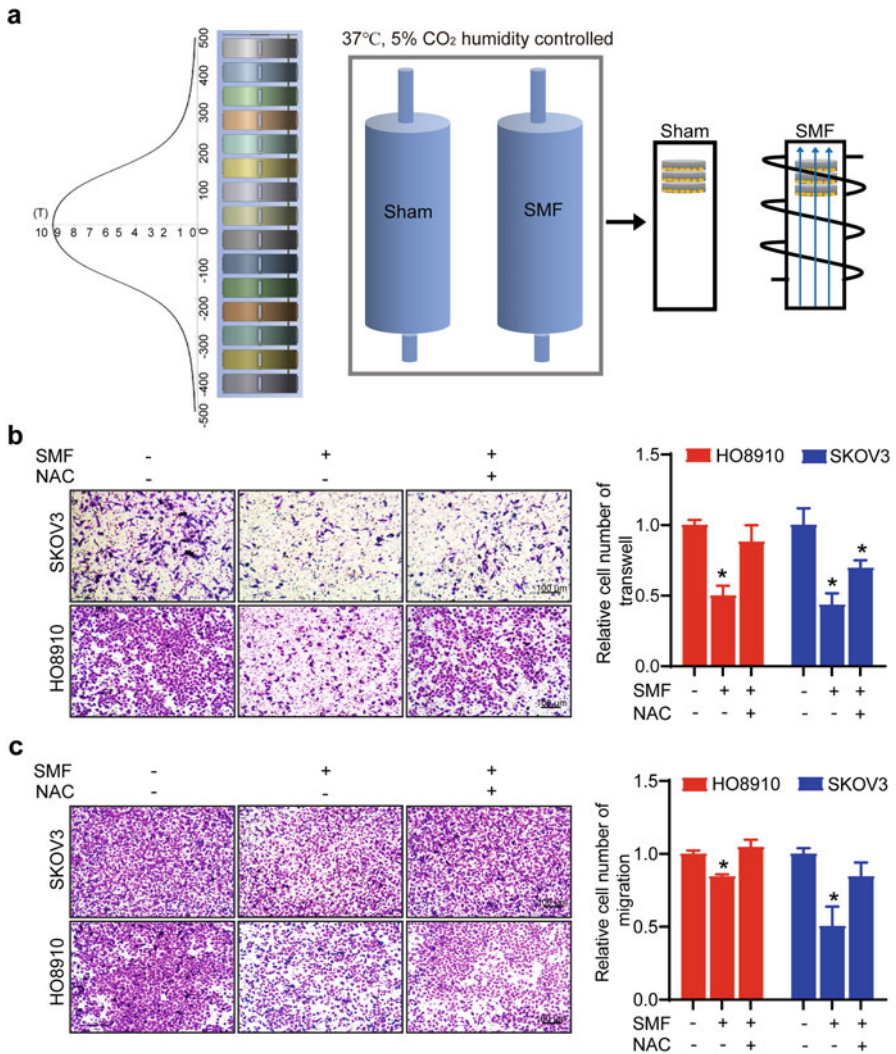 a
500
400
300
200
100
0
-100
-200
-300
-400
-500
(T)
10 9 8 7 6 5 4 3 2 1 0
37℃, 5% CO₂ humidity controlled
Sham
SMF
Sham
SMF
b
SMF - + +
NAC - - +
SKOV3
100 μm
HO8910
100 μm
HO8910 SKOV3
Relative cell number of
transwell
1.5
1.0
0.5
0.0
* * *
SMF - + + - + +
NAC - - + - - +
c
SMF - + +
NAC - - +
SKOV3
100 μm
HO8910
100 μm
HO8910 SKOV3
Relative cell number of
migration
1.5
1.0
0.5
0.0
* *
SMF - + + - + +
NAC - - + - - +